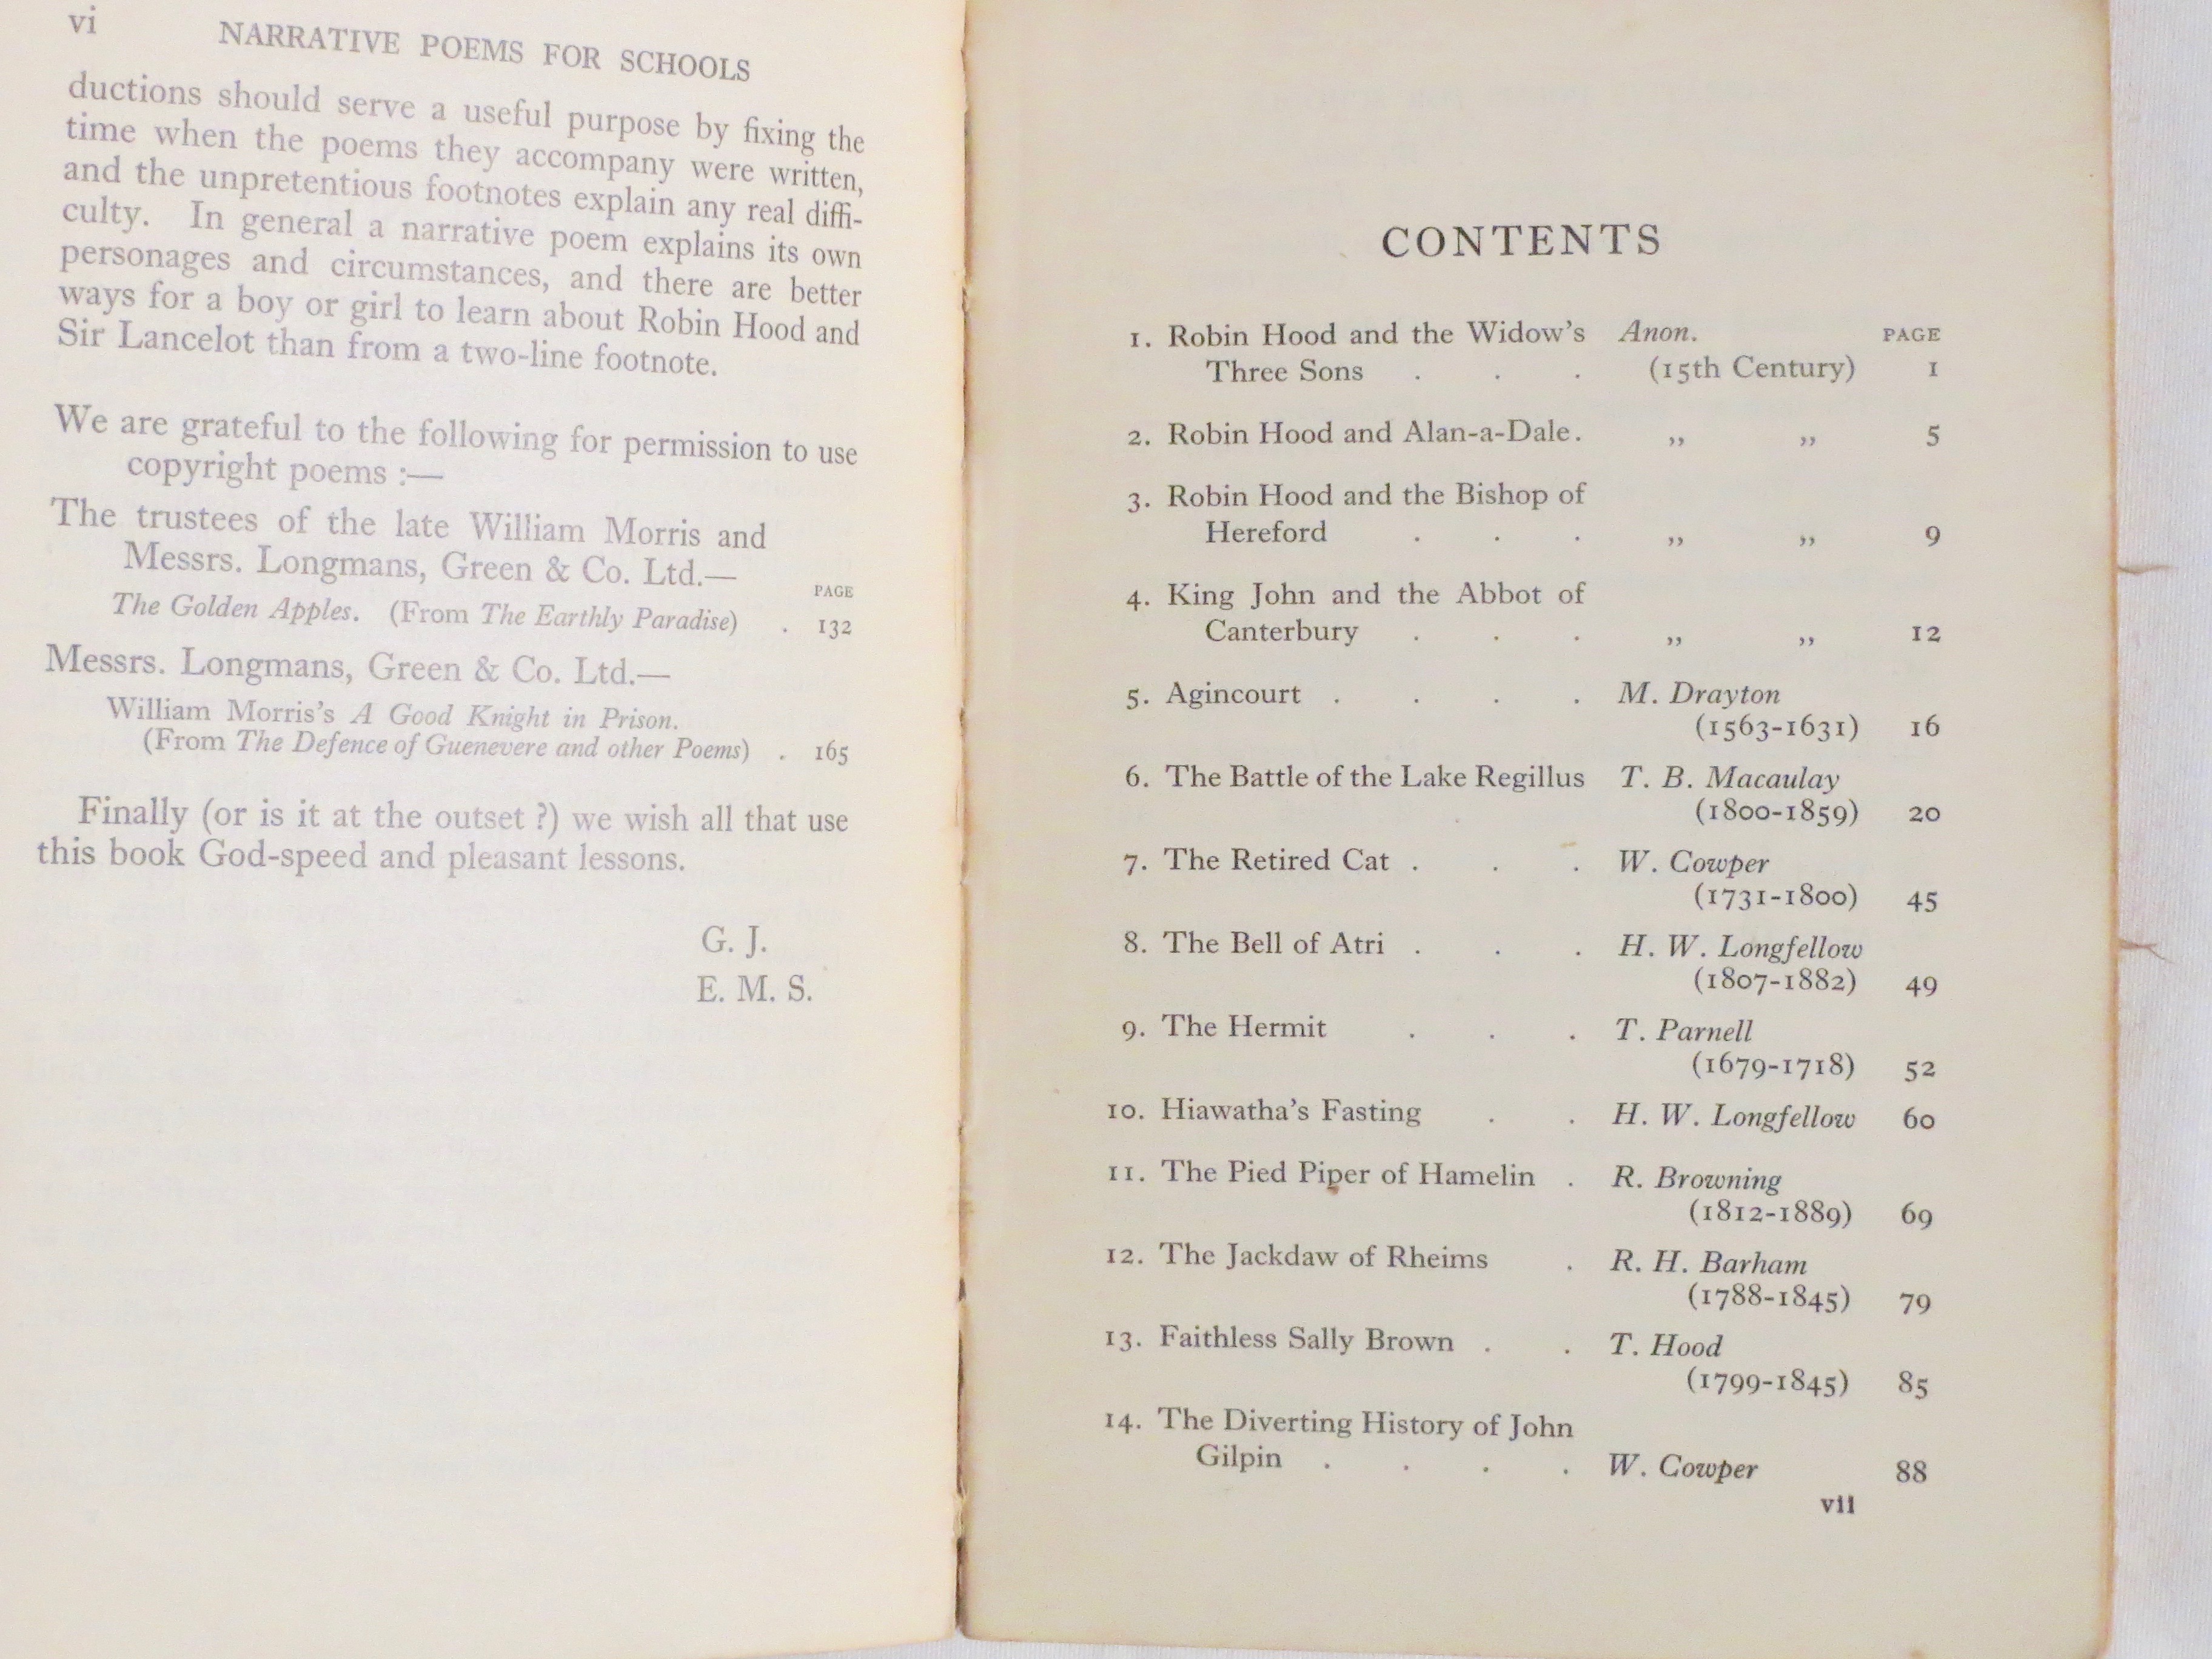 vi NARRATIVE POEMS FOR SCHOOLS
ductions should serve a useful purpose by fixing the
time when the poems they accompany were written,
and the unpretentious footnotes explain any real diffi-
culty. In general a narrative poem explains its own
personages and circumstances, and there are better
ways for a boy or girl to learn about Robin Hood and
Sir Lancelot than from a two-line footnote.
We are grateful to the following for permission to use
copyright poems :—
The trustees of the late William Morris and
Messrs. Longmans, Green & Co. Ltd.—
PAGE
The Golden Apples. (From The Earthly Paradise) . 132
Messrs. Longmans, Green & Co. Ltd.—
William Morris's A Good Knight in Prison.
(From The Defence of Guenevere and other Poems) . 165
Finally (or is it at the outset ?) we wish all that use
this book God-speed and pleasant lessons.
G. J.
E. M. S.
CONTENTS
1. Robin Hood and the Widow's Anon. PAGE
Three Sons . . . (15th Century) 1
2. Robin Hood and Alan-a-Dale. ,, ,, 5
3. Robin Hood and the Bishop of
Hereford . . . ,, ,, 9
4. King John and the Abbot of
Canterbury . . . ,, ,, 12
5. Agincourt . . . . M. Drayton
(1563-1631) 16
6. The Battle of the Lake Regillus T. B. Macaulay
(1800-1859) 20
7. The Retired Cat . . . W. Cowper
(1731-1800) 45
8. The Bell of Atri . . . H. W. Longfellow
(1807-1882) 49
9. The Hermit . . . T. Parnell
(1679-1718) 52
10. Hiawatha's Fasting . . H. W. Longfellow 60
11. The Pied Piper of Hamelin . R. Browning
(1812-1889) 69
12. The Jackdaw of Rheims . R. H. Barham
(1788-1845) 79
13. Faithless Sally Brown . . T. Hood
(1799-1845) 85
14. The Diverting History of John
Gilpin . . . . W. Cowper 88
vii